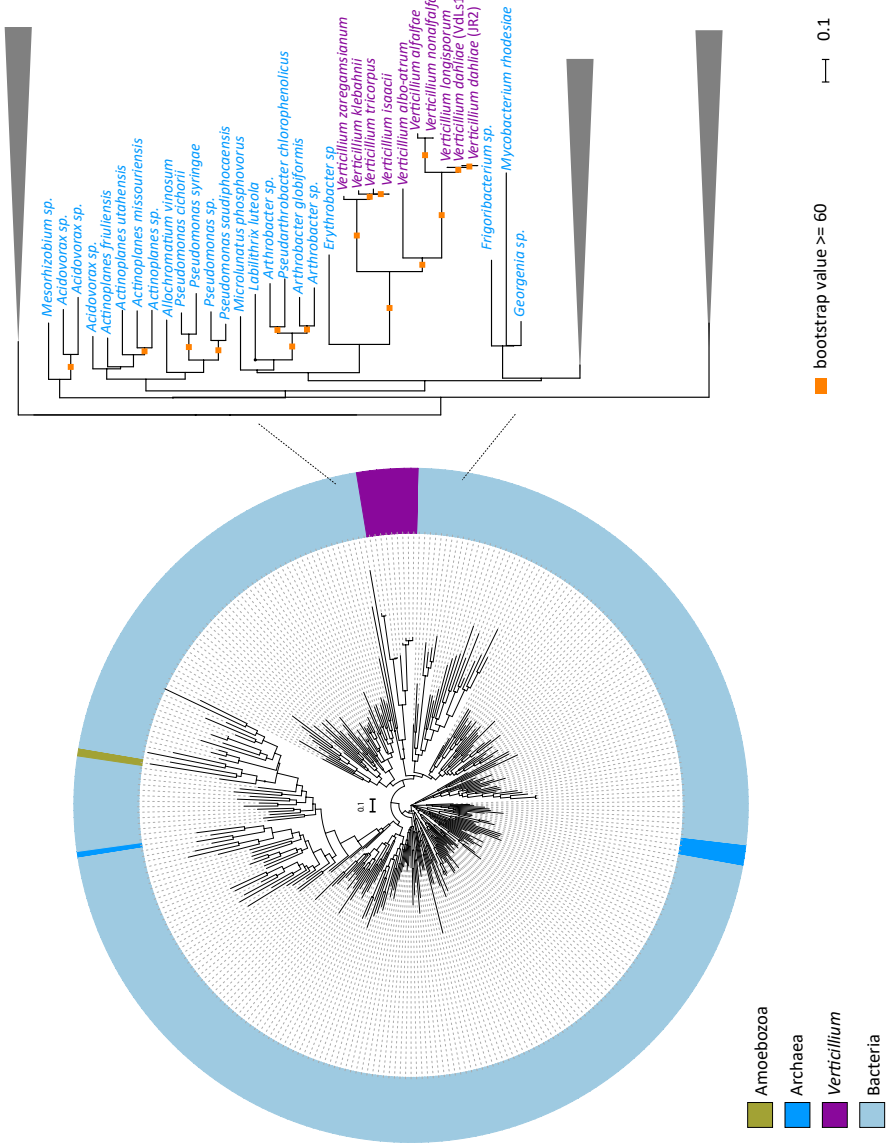 Mesorhizobium sp.
Acidovorax sp.
Acidovorax sp.
Acidovorax sp.
Actinoplanes friuliensis
Actinoplanes utahensis
Actinoplanes missouriensis
Actinoplanes sp.
Allochromatium vinosum
Pseudomonas cichorii
Pseudomonas syringae
Pseudomonas sp.
Pseudomonas saudiphocaensis
Microlunatus phosphovorus
Labilithrix luteola
Arthrobacter sp.
Pseudarthrobacter chlorophenolicus
Arthrobacter globiformis
Arthrobacter sp.
Erythrobacter sp
Verticillium zaregamsianum
Verticillium klebahnii
Verticillium tricorpus
Verticillium isaacii
Verticillium albo-atrum
Verticillium alfalfae
Verticillium nonalfalfa
Verticillium longisporum
Verticillium dahliae (VdLs1
Verticillium dahliae (JR2)
Frigoribacterium sp.
Mycobacterium rhodesiae
Georgenia sp.
bootstrap value >= 60
0.1
0.1
Amoebozoa
Archaea
Verticillium
Bacteria